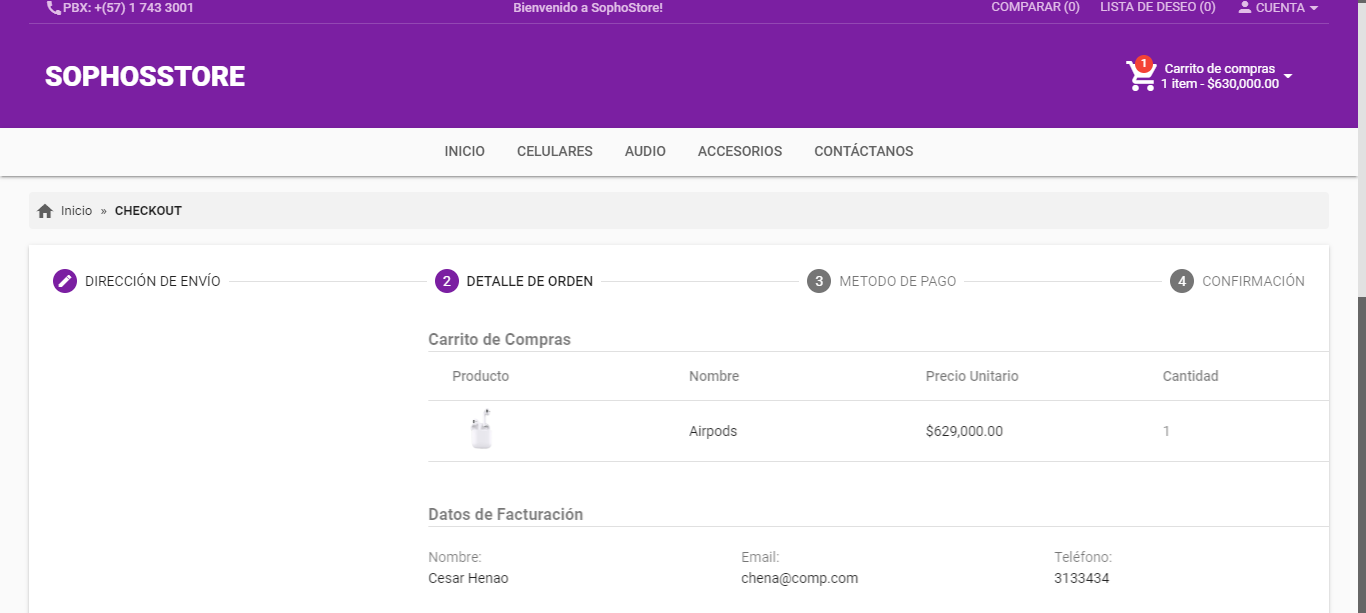 PBX: +(57) 1 743 3001
Bienvenido a SophoStore!
COMPARAR (0)
LISTA DE DESEO (0)
CUENTA
SOPHOSSTORE
1
Carrito de compras
1 item - $630,000.00
INICIO
CELULARES
AUDIO
ACCESORIOS
CONTÁCTANOS
Inicio » CHECKOUT
DIRECCIÓN DE ENVÍO
2 DETALLE DE ORDEN
3 METODO DE PAGO
4 CONFIRMACIÓN
Carrito de Compras
Producto Nombre Precio Unitario Cantidad
Airpods $629,000.00 1
Datos de Facturación
Nombre: Email: Teléfono:
Cesar Henao chena@comp.com 3133434